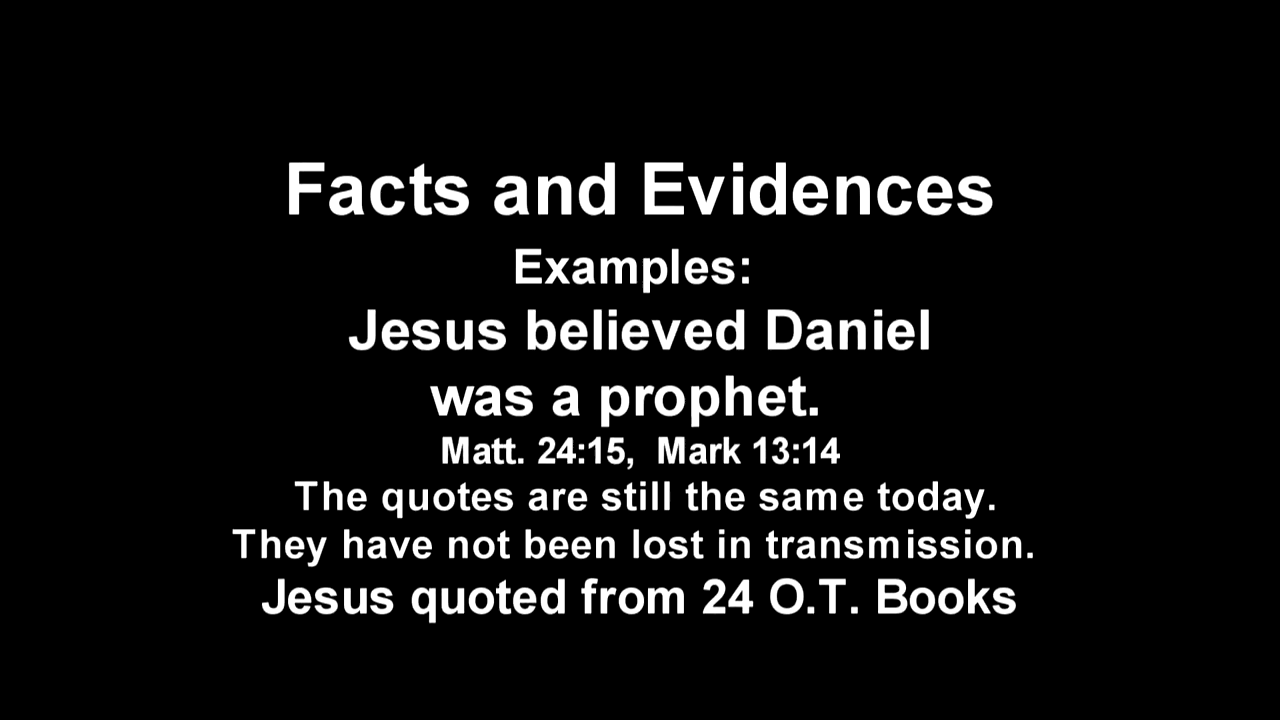 Facts and Evidences
Examples:
Jesus believed Daniel
was a prophet.
Matt. 24:15, Mark 13:14
The quotes are still the same today.
They have not been lost in transmission.
Jesus quoted from 24 O.T. Books